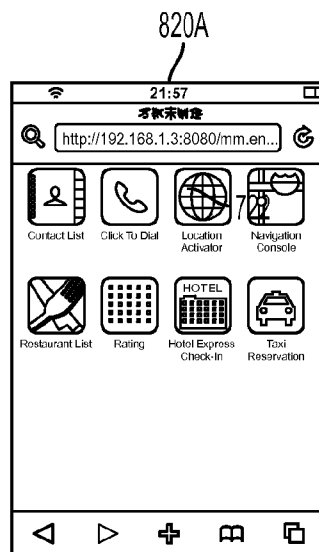 820A
21:57
http://192.168.1.3:8080/mm.en...
722
HOTEL
Contact List
Click To Dial
Location Activator
Navigation Console
Restaurant List
Rating
Hotel Express Check-In
Taxi Reservation